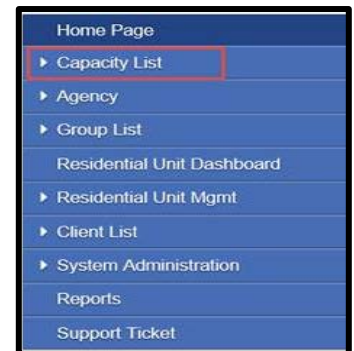 Home Page
Capacity List
Agency
Group List
Residential Unit Dashboard
Residential Unit Mgmt
Client List
System Administration
Reports
Support Ticket